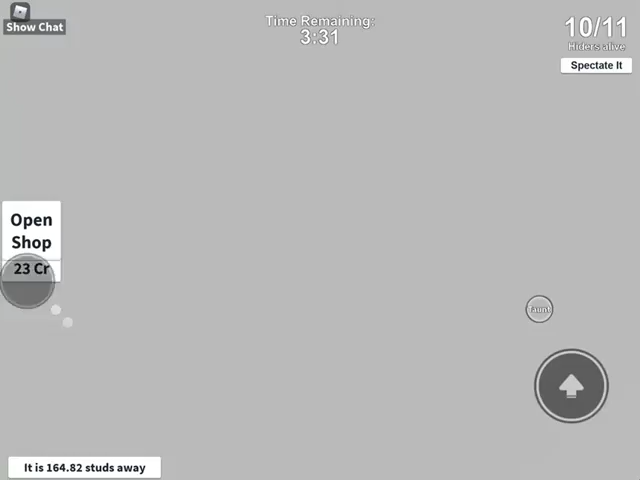 Show Chat
Time Remaining:
3:31
10/11
Hiders alive
Spectate It
Open
Shop
23 Cr
Taunt
It is 164.82 studs away